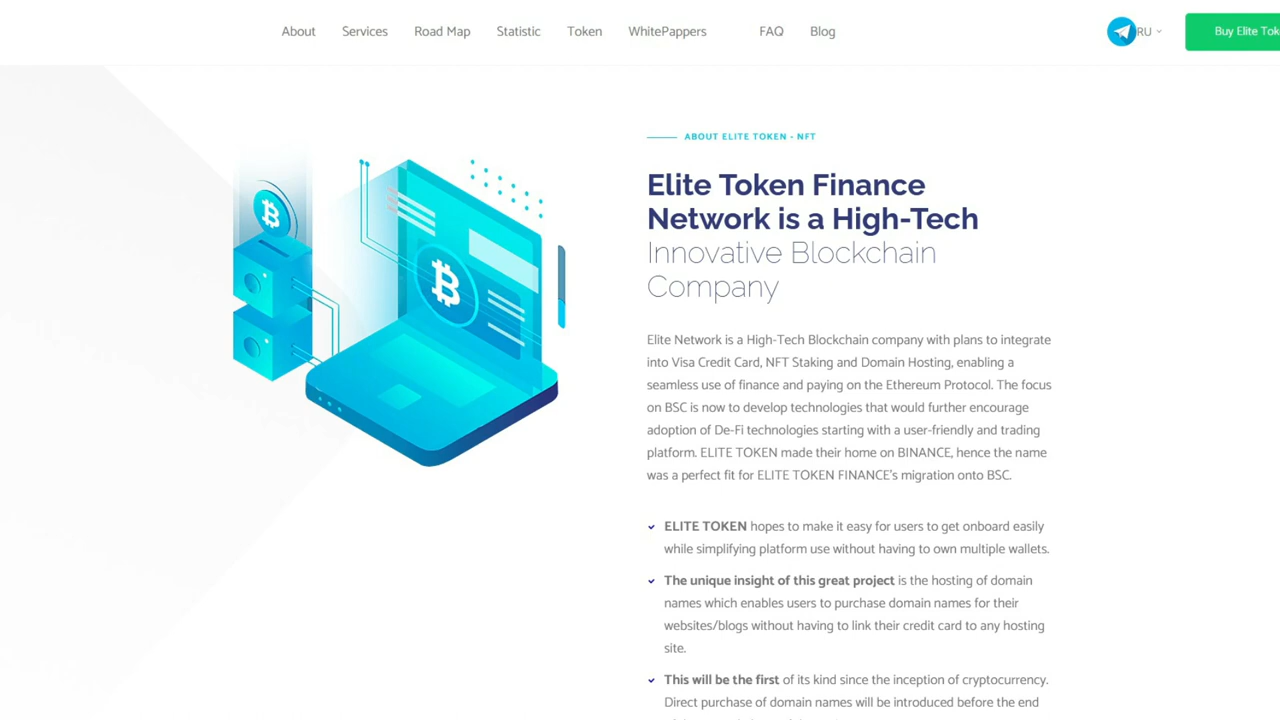 About Services Road Map Statistic Token WhitePappers FAQ Blog RU Buy Elite Tok
ABOUT ELITE TOKEN - NFT
Elite Token Finance
Network is a High-Tech
Innovative Blockchain
Company
Elite Network is a High-Tech Blockchain company with plans to integrate
into Visa Credit Card, NFT Staking and Domain Hosting, enabling a
seamless use of finance and paying on the Ethereum Protocol. The focus
on BSC is now to develop technologies that would further encourage
adoption of De-Fi technologies starting with a user-friendly and trading
platform. ELITE TOKEN made their home on BINANCE, hence the name
was a perfect fit for ELITE TOKEN FINANCE's migration onto BSC.
ELITE TOKEN hopes to make it easy for users to get onboard easily
while simplifying platform use without having to own multiple wallets.
The unique insight of this great project is the hosting of domain
names which enables users to purchase domain names for their
websites/blogs without having to link their credit card to any hosting
site.
This will be the first of its kind since the inception of cryptocurrency.
Direct purchase of domain names will be introduced before the end